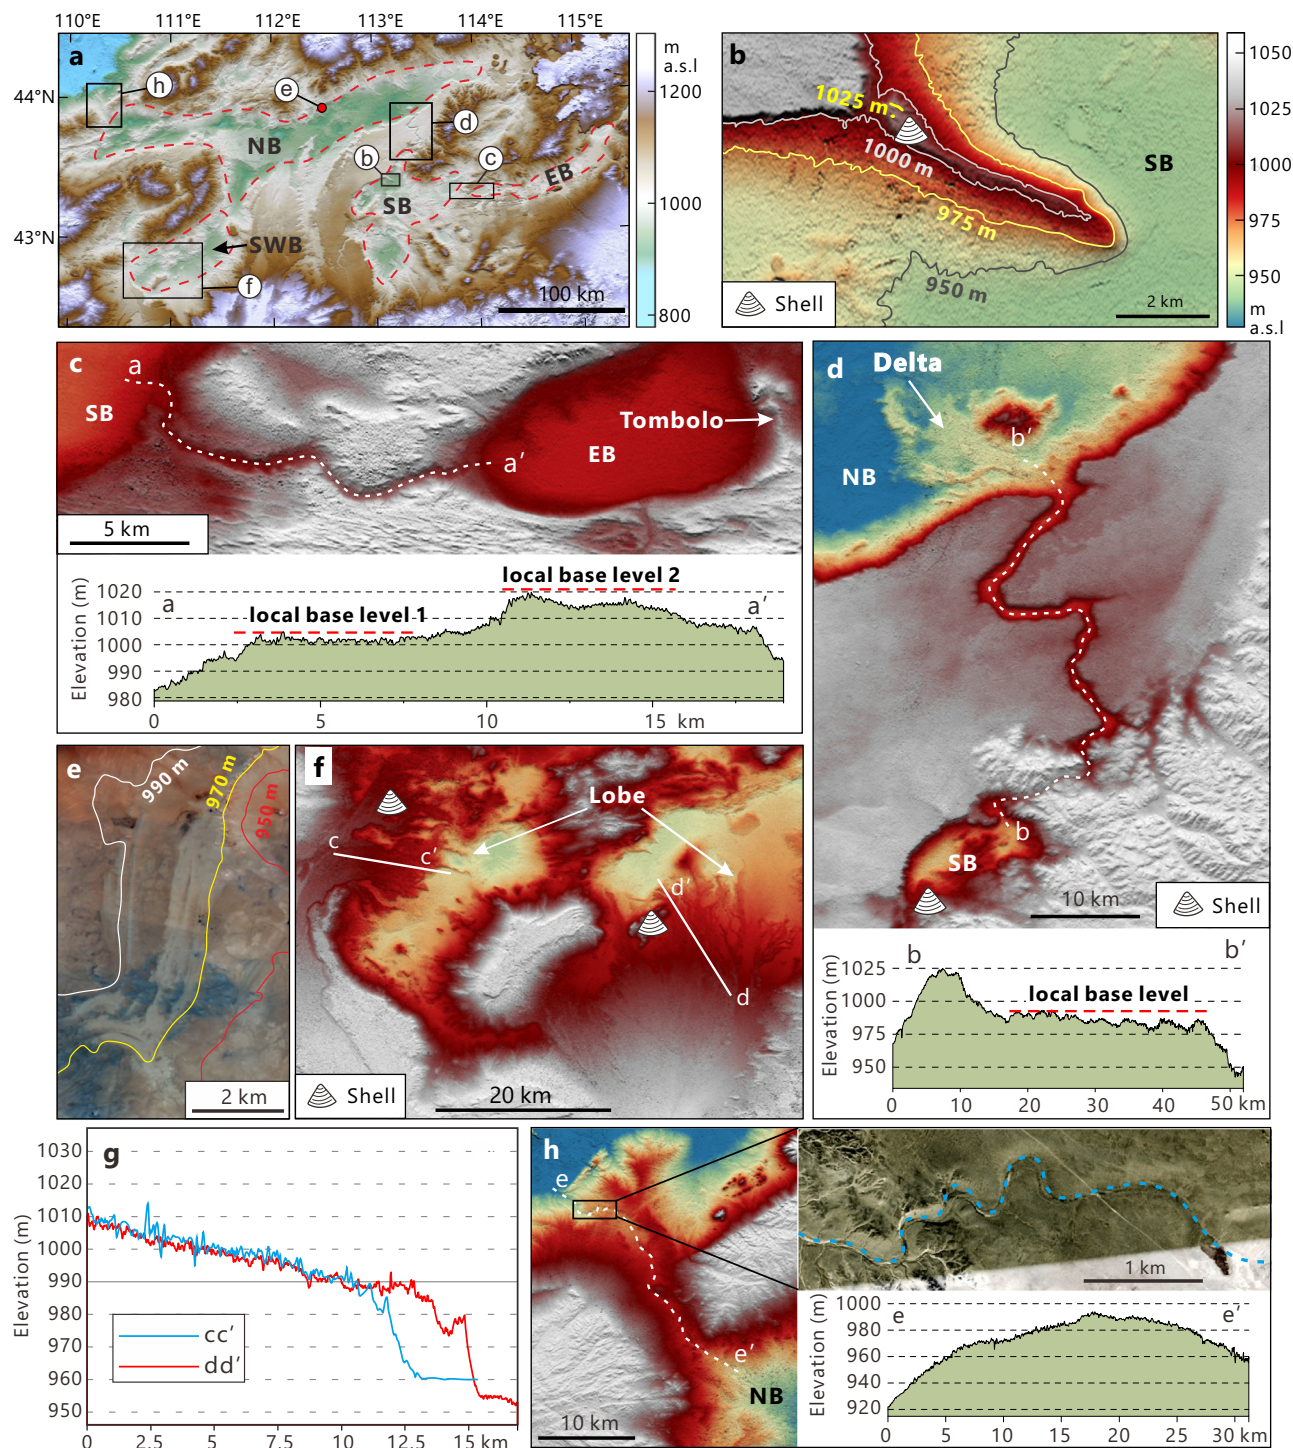 110°E 111°E 112°E 113°E 114°E 115°E
a
44°N
43°N
h
e
d
b
c
f
NB
SB
EB
SWB
100 km
m
a.s.l
1200
1000
800
b
1025 m
1000 m
975 m
950 m
SB
Shell
2 km
1050
1025
1000
975
950
m
a.s.l
c
a
SB
a′
EB
Tombolo
5 km
Elevation (m)
1020
1010
1000
990
980
a
local base level 1
local base level 2
a′
0 5 10 15 km
d
Delta
b′
NB
b
SB
10 km
Shell
Elevation (m)
b
b′
1025
1000
975
950
local base level
0 10 20 30 40 50 km
e
990 m
970 m
950 m
2 km
f
Lobe
c
c′
d′
d
Shell
20 km
g
Elevation (m)
1030
1020
1010
1000
990
980
970
960
950
cc′
dd′
0 2.5 5 7.5 10 12.5 15 km
h
e
e′
NB
10 km
1 km
Elevation (m)
1000
980
960
940
920
e
e′
0 5 10 15 20 25 30 km